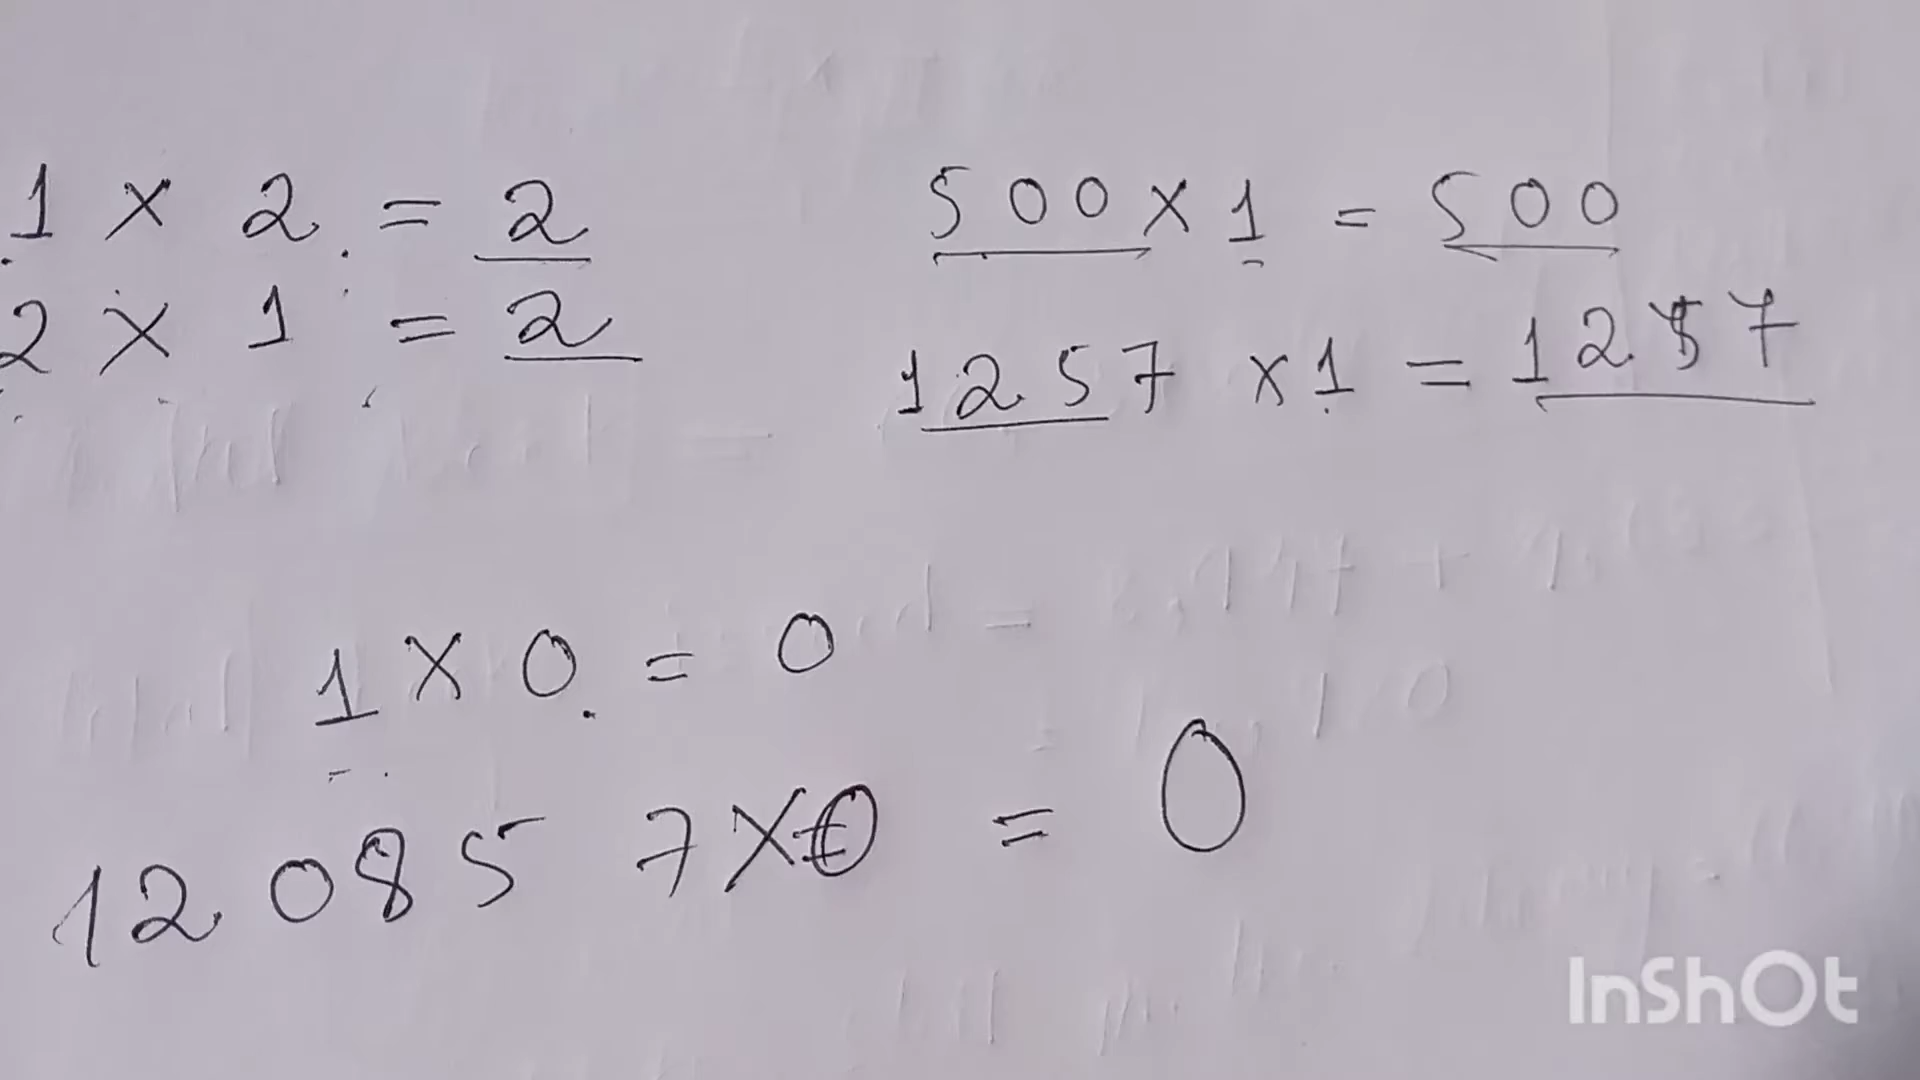 1 × 2 = 2
2 × 1 = 2
500 × 1 = 500
1257 × 1 = 1257
1 × 0 = 0
120857 × 0 = 0
InShOt